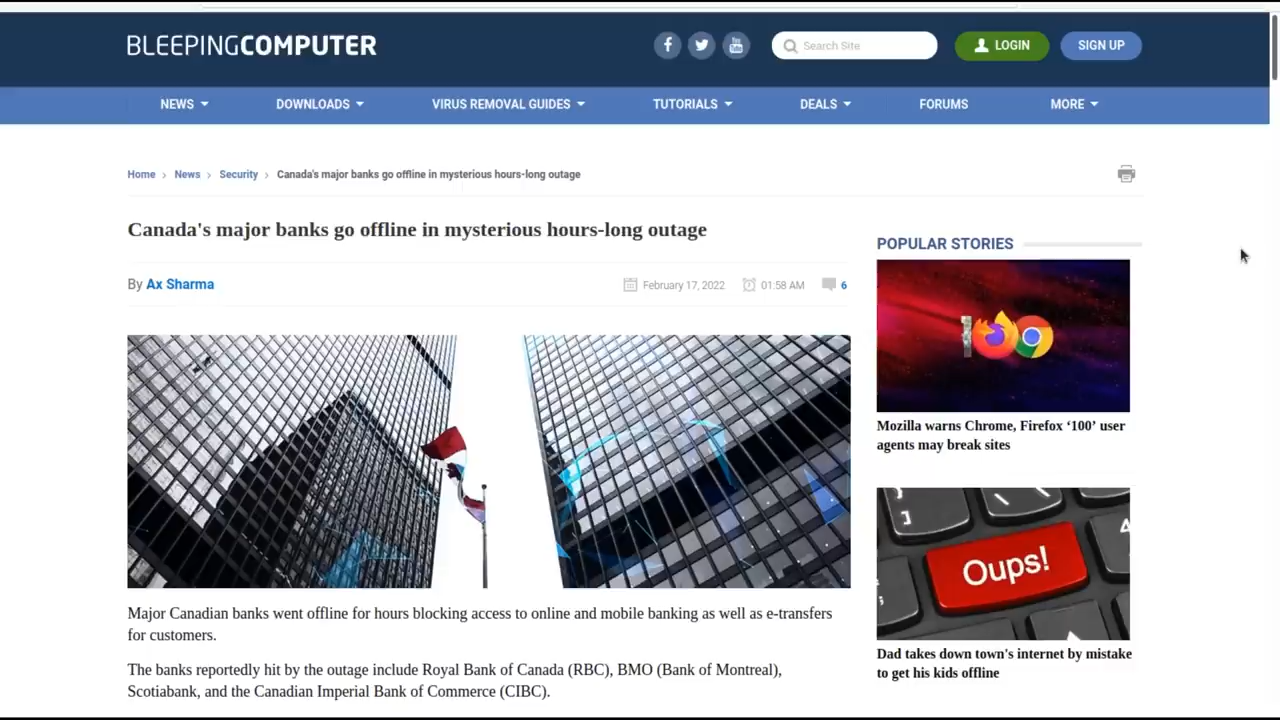 BLEEPINGCOMPUTER
Search Site
LOGIN
SIGN UP
NEWS
DOWNLOADS
VIRUS REMOVAL GUIDES
TUTORIALS
DEALS
FORUMS
MORE
Home › News › Security › Canada's major banks go offline in mysterious hours-long outage
Canada's major banks go offline in mysterious hours-long outage
By Ax Sharma
February 17, 2022
01:58 AM
6
Major Canadian banks went offline for hours blocking access to online and mobile banking as well as e-transfers
for customers.
The banks reportedly hit by the outage include Royal Bank of Canada (RBC), BMO (Bank of Montreal),
Scotiabank, and the Canadian Imperial Bank of Commerce (CIBC).
POPULAR STORIES
Mozilla warns Chrome, Firefox ‘100’ user
agents may break sites
Oups!
Dad takes down town's internet by mistake
to get his kids offline